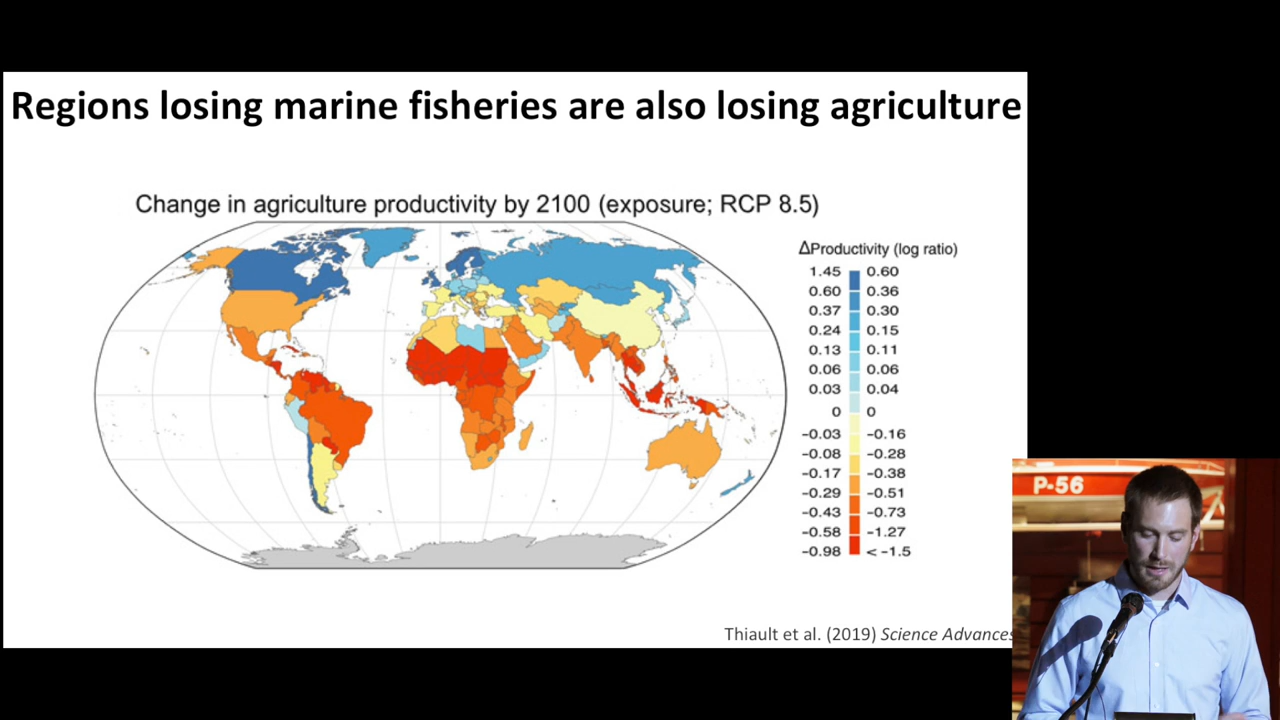 Regions losing marine fisheries are also losing agriculture
Change in agriculture productivity by 2100 (exposure; RCP 8.5)
ΔProductivity (log ratio)
1.45 0.60
0.60 0.36
0.37 0.30
0.24 0.15
0.13 0.11
0.06 0.06
0.03 0.04
0 0
−0.03 −0.16
−0.08 −0.28
−0.17 −0.38
−0.29 −0.51
−0.43 −0.73
−0.58 −1.27
−0.98 < −1.5
Thiault et al. (2019) Science Advances
P-56